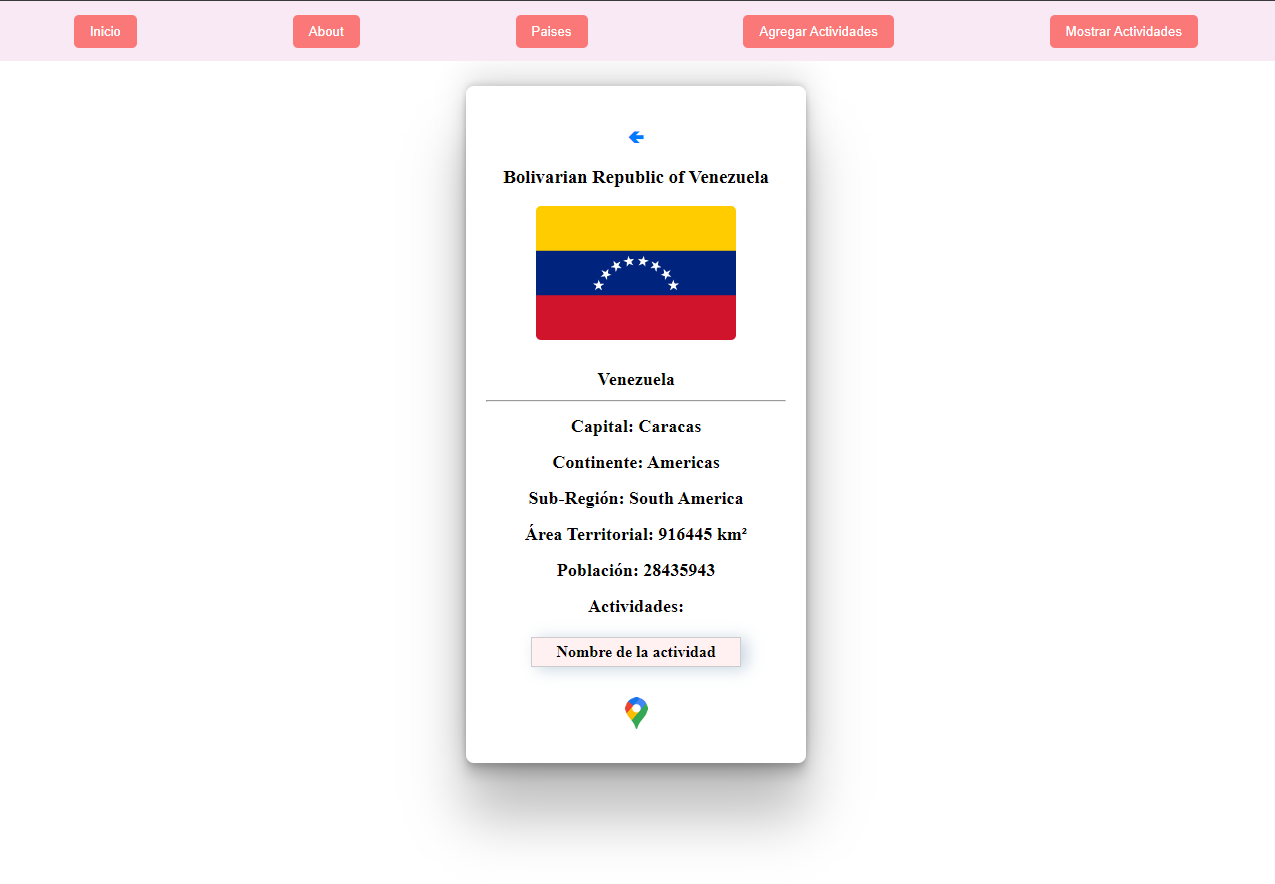 Inicio
About
Paises
Agregar Actividades
Mostrar Actividades
Bolivarian Republic of Venezuela
Venezuela
Capital: Caracas
Continente: Americas
Sub-Región: South America
Área Territorial: 916445 km²
Población: 28435943
Actividades:
Nombre de la actividad